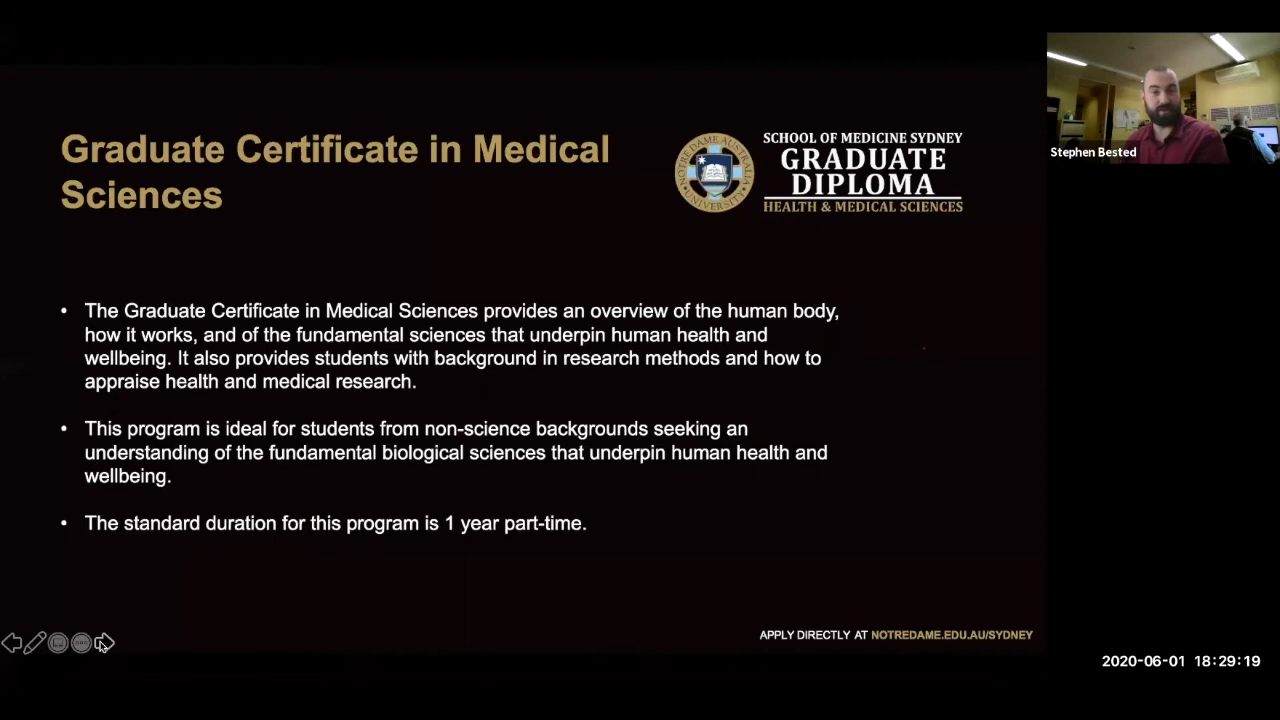 Graduate Certificate in Medical
Sciences
NOTRE DAME AUSTRALIA
UNIVERSITY
SCHOOL OF MEDICINE SYDNEY
GRADUATE
DIPLOMA
HEALTH & MEDICAL SCIENCES
Stephen Bested
• The Graduate Certificate in Medical Sciences provides an overview of the human body,
how it works, and of the fundamental sciences that underpin human health and
wellbeing. It also provides students with background in research methods and how to
appraise health and medical research.
• This program is ideal for students from non-science backgrounds seeking an
understanding of the fundamental biological sciences that underpin human health and
wellbeing.
• The standard duration for this program is 1 year part-time.
APPLY DIRECTLY AT NOTREDAME.EDU.AU/SYDNEY
2020-06-01 18:29:19